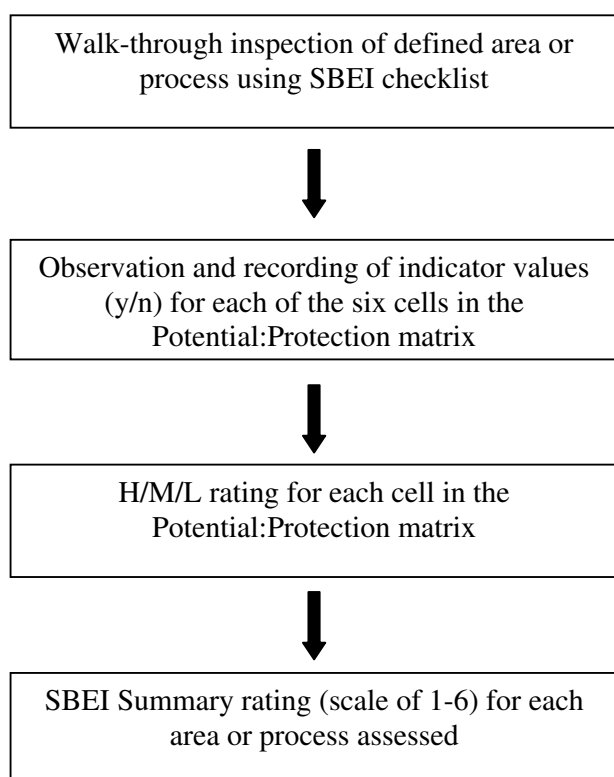 Walk-through inspection of defined area or
process using SBEI checklist
Observation and recording of indicator values
(y/n) for each of the six cells in the
Potential:Protection matrix
H/M/L rating for each cell in the
Potential:Protection matrix
SBEI Summary rating (scale of 1-6) for each
area or process assessed